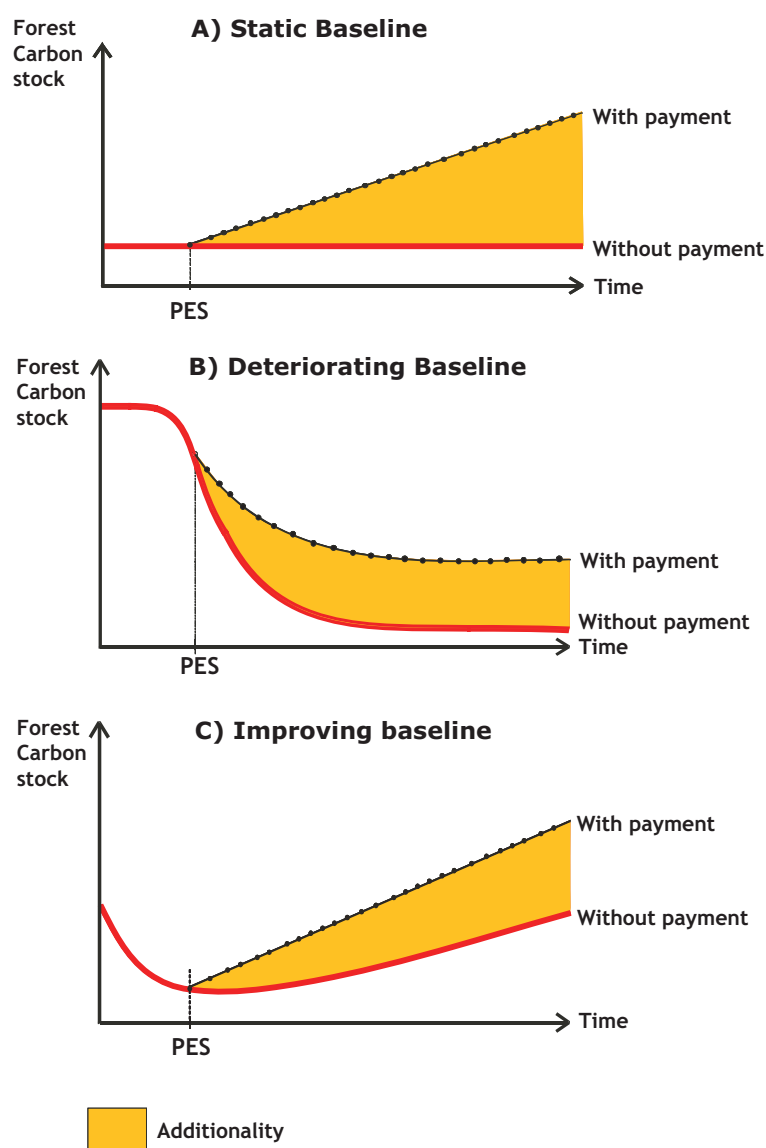 A) Static Baseline
Forest
Carbon
stock
With payment
Without payment
Time
PES
B) Deteriorating Baseline
Forest
Carbon
stock
With payment
Without payment
Time
PES
C) Improving baseline
Forest
Carbon
stock
With payment
Without payment
Time
PES
Additionality